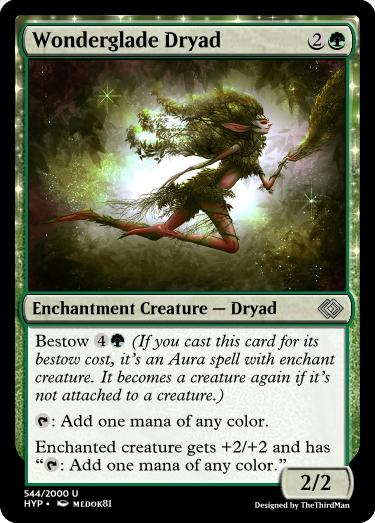 Wonderglade Dryad 2
Enchantment Creature — Dryad
Bestow 4 (If you cast this card for its
bestow cost, it's an Aura spell with enchant
creature. It becomes a creature again if it's
not attached to a creature.)
: Add one mana of any color.
Enchanted creature gets +2/+2 and has
“: Add one mana of any color.”
2/2
544/2000 U
HYP • MEDOK81
Designed by TheThirdMan